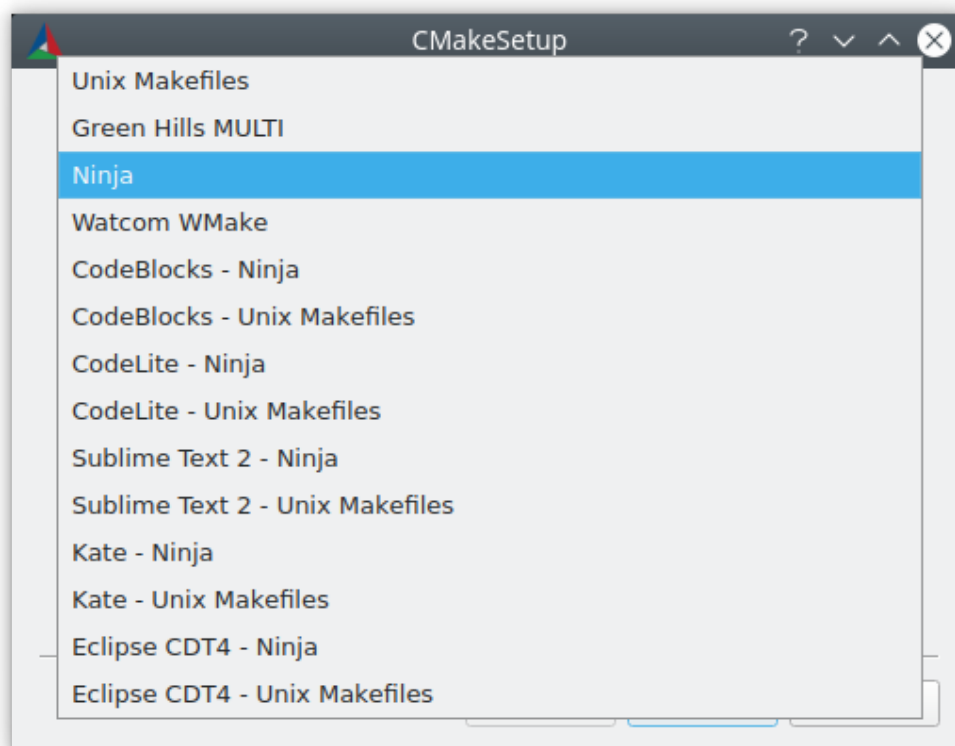 CMakeSetup
Unix Makefiles
Green Hills MULTI
Ninja
Watcom WMake
CodeBlocks - Ninja
CodeBlocks - Unix Makefiles
CodeLite - Ninja
CodeLite - Unix Makefiles
Sublime Text 2 - Ninja
Sublime Text 2 - Unix Makefiles
Kate - Ninja
Kate - Unix Makefiles
Eclipse CDT4 - Ninja
Eclipse CDT4 - Unix Makefiles